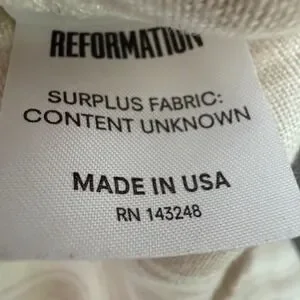 REFORMATION
SURPLUS FABRIC:
CONTENT UNKNOWN
MADE IN USA
RN 143248